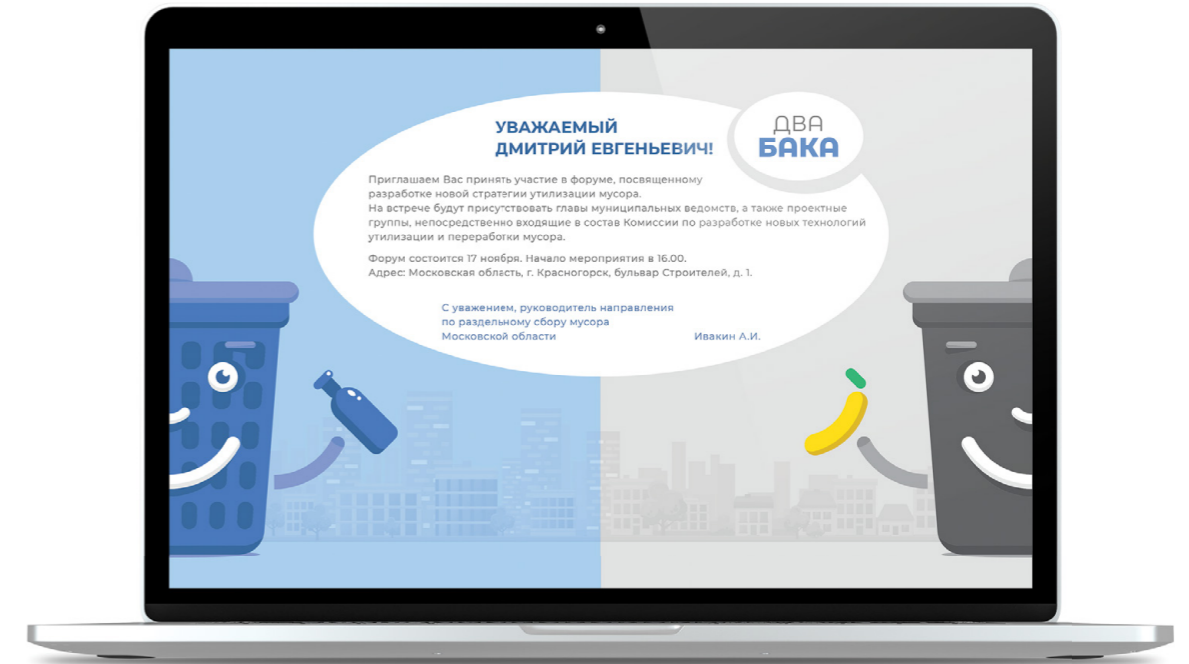 УВАЖАЕМЫЙ
ДМИТРИЙ ЕВГЕНЬЕВИЧ!
ДВА
БАКА
Приглашаем Вас принять участие в форуме, посвященному
разработке новой стратегии утилизации мусора.
На встрече будут присутствовать главы муниципальных ведомств, а также проектные
группы, непосредственно входящие в состав Комиссии по разработке новых технологий
утилизации и переработки мусора.
Форум состоится 17 ноября. Начало мероприятия в 16.00.
Адрес: Московская область, г. Красногорск, бульвар Строителей, д. 1.
С уважением, руководитель направления
по раздельному сбору мусора
Московской области Ивакин А.И.